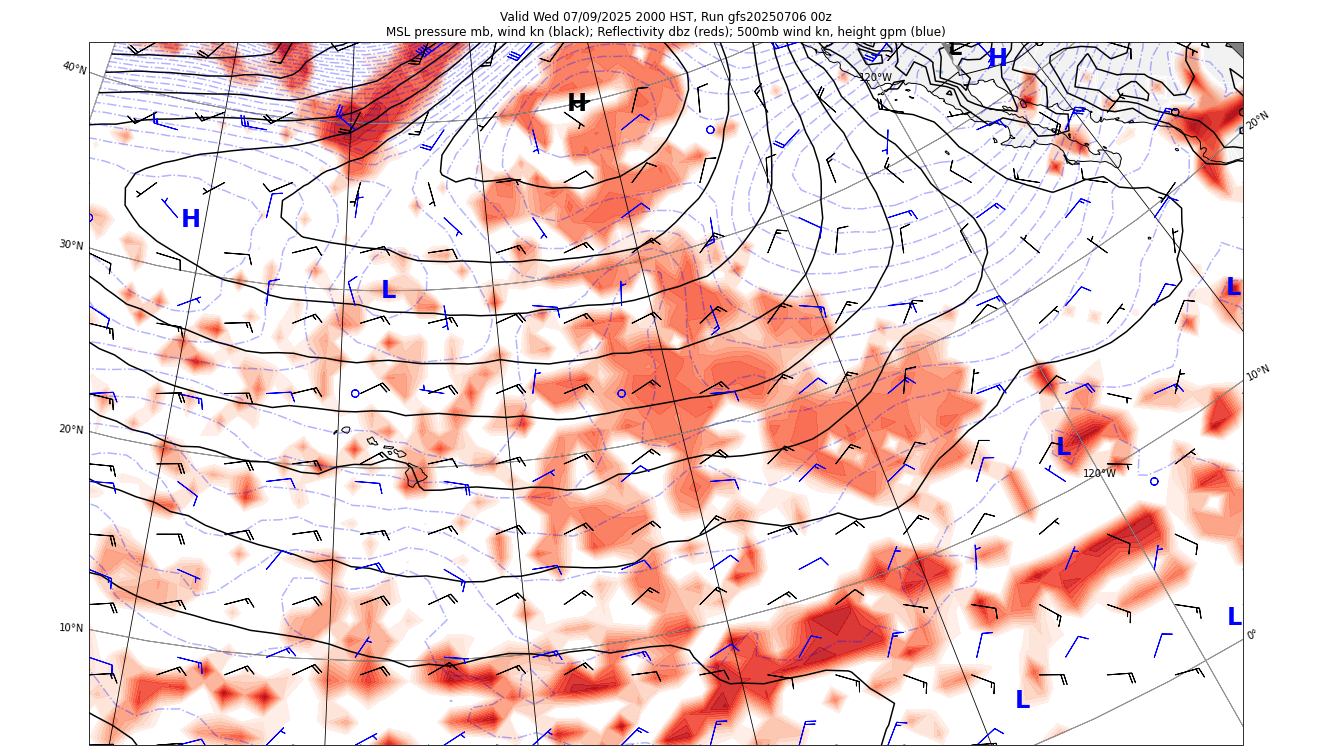 Valid Wed 07/09/2025 2000 HST, Run gfs20250706 00z
MSL pressure mb, wind kn (black); Reflectivity dbz (reds); 500mb wind kn, height gpm (blue)
L
H
40°N
120°W
H
20°N
H
30°N
L
L
10°N
20°N
L
120°W
L
10°N
0°
L